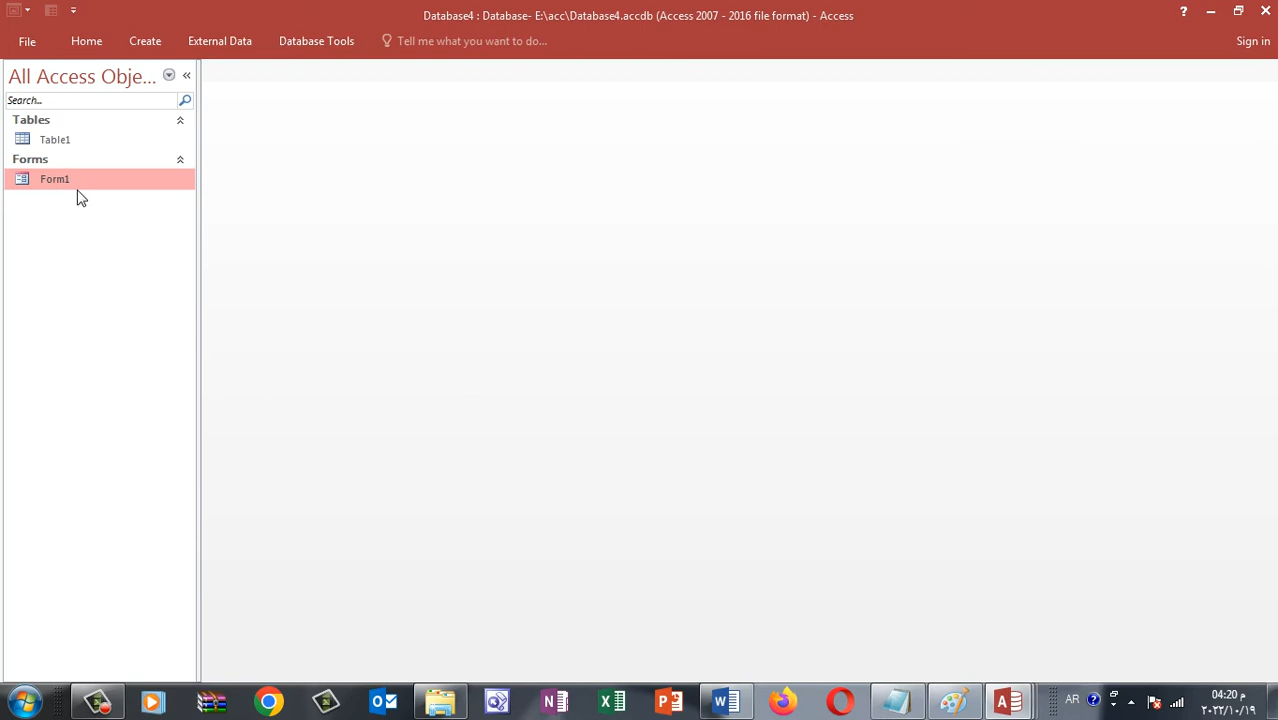 Database4 : Database- E:\acc\Database4.accdb (Access 2007 - 2016 file format) - Access
?
File Home Create External Data Database Tools Tell me what you want to do... Sign in
All Access Obje...
Search...
Tables
Table1
Forms
Form1
AR
04:20 م
٢٠٢٢/١٠/١٩